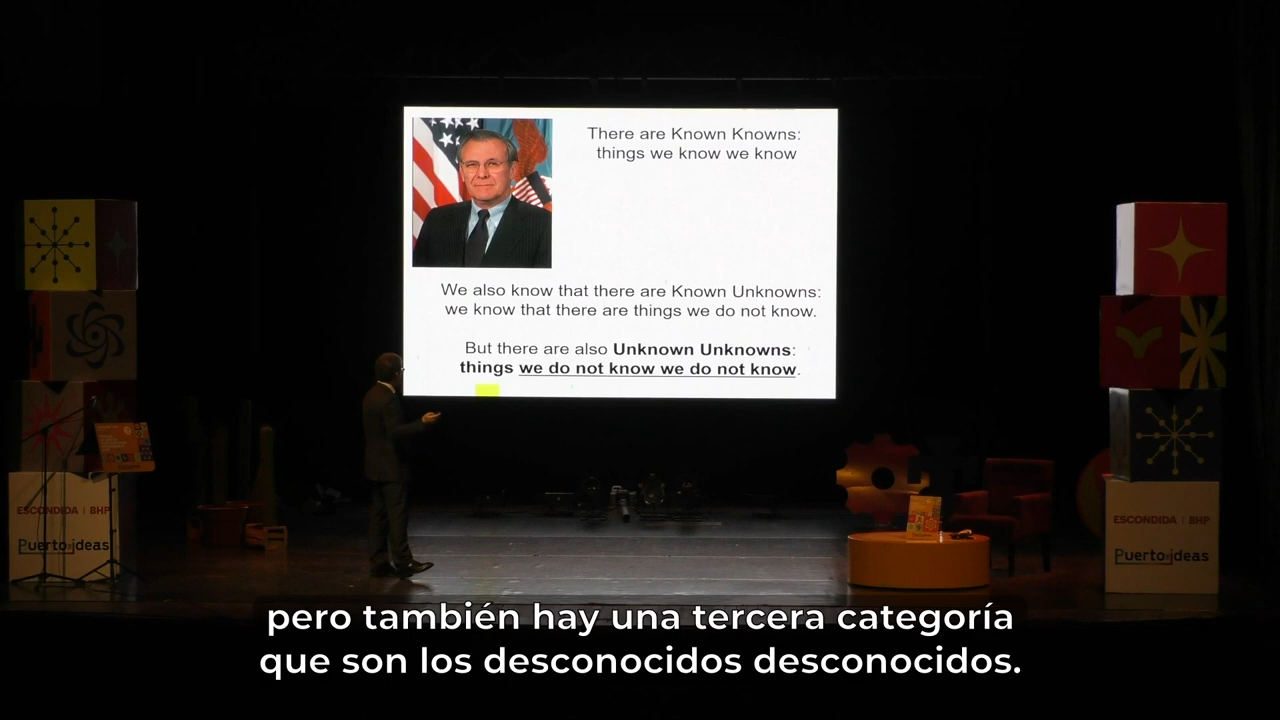 There are Known Knowns:
things we know we know
We also know that there are Known Unknowns:
we know that there are things we do not know.
But there are also Unknown Unknowns:
things we do not know we do not know.
ESCONDIDA | BHP
Puerto ideas
ESCONDIDA | BHP
Puerto ideas
pero también hay una tercera categoría
que son los desconocidos desconocidos.